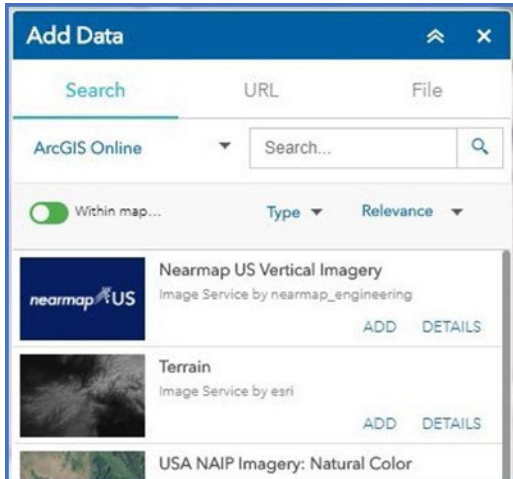 Add Data
Search URL File
ArcGIS Online Search...
Within map... Type Relevance
nearmap US
Nearmap US Vertical Imagery
Image Service by nearmap_engineering
ADD DETAILS
Terrain
Image Service by esri
ADD DETAILS
USA NAIP Imagery: Natural Color